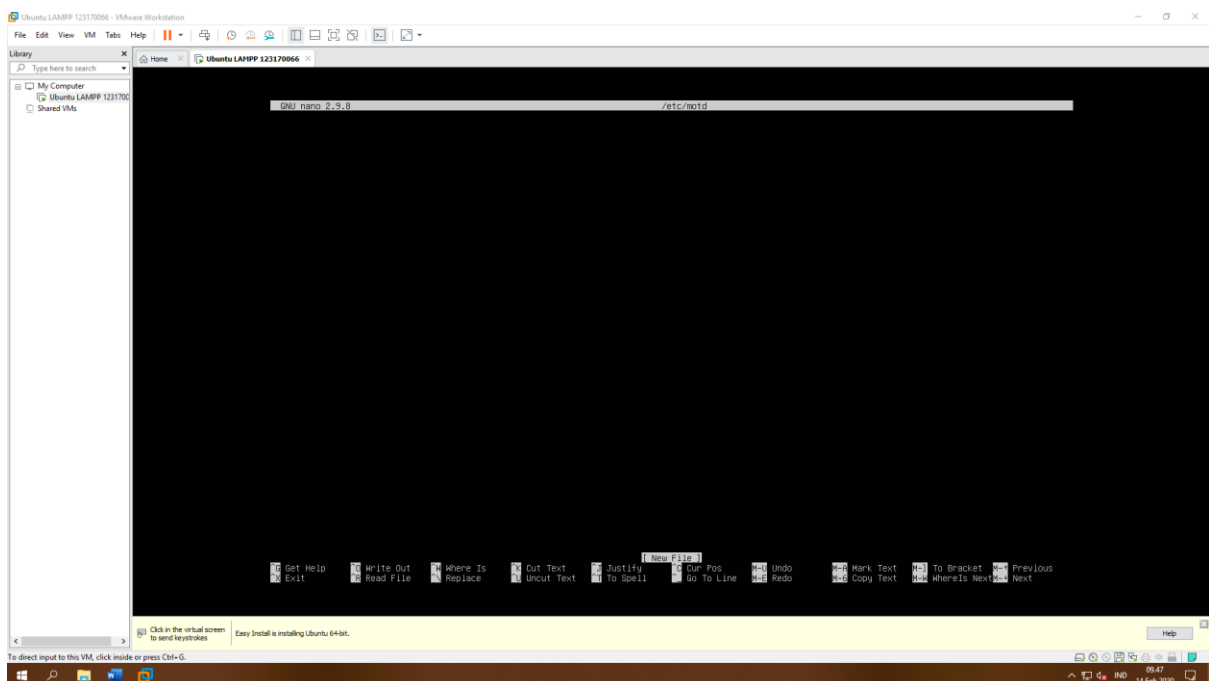 Ubuntu LAMPP 123170066 - VMware Workstation
File Edit View VM Tabs Help
Library
Home
Ubuntu LAMPP 123170066
Type here to search
My Computer
Ubuntu LAMPP 1231700
Shared VMs
GNU nano 2.9.8 /etc/motd
[ New File ]
^G Get Help ^O Write Out ^W Where Is ^K Cut Text ^J Justify ^C Cur Pos M-U Undo M-A Mark Text M-] To Bracket M-↑ Previous
^X Exit ^R Read File ^\ Replace ^U Uncut Text ^T To Spell ^_ Go To Line M-E Redo M-6 Copy Text M-W WhereIs Next M-↓ Next
Click in the virtual screen
to send keystrokes
Easy Install is installing Ubuntu 64-bit.
Help
To direct input to this VM, click inside or press Ctrl+G.
IND
09.47
14 Feb 2020